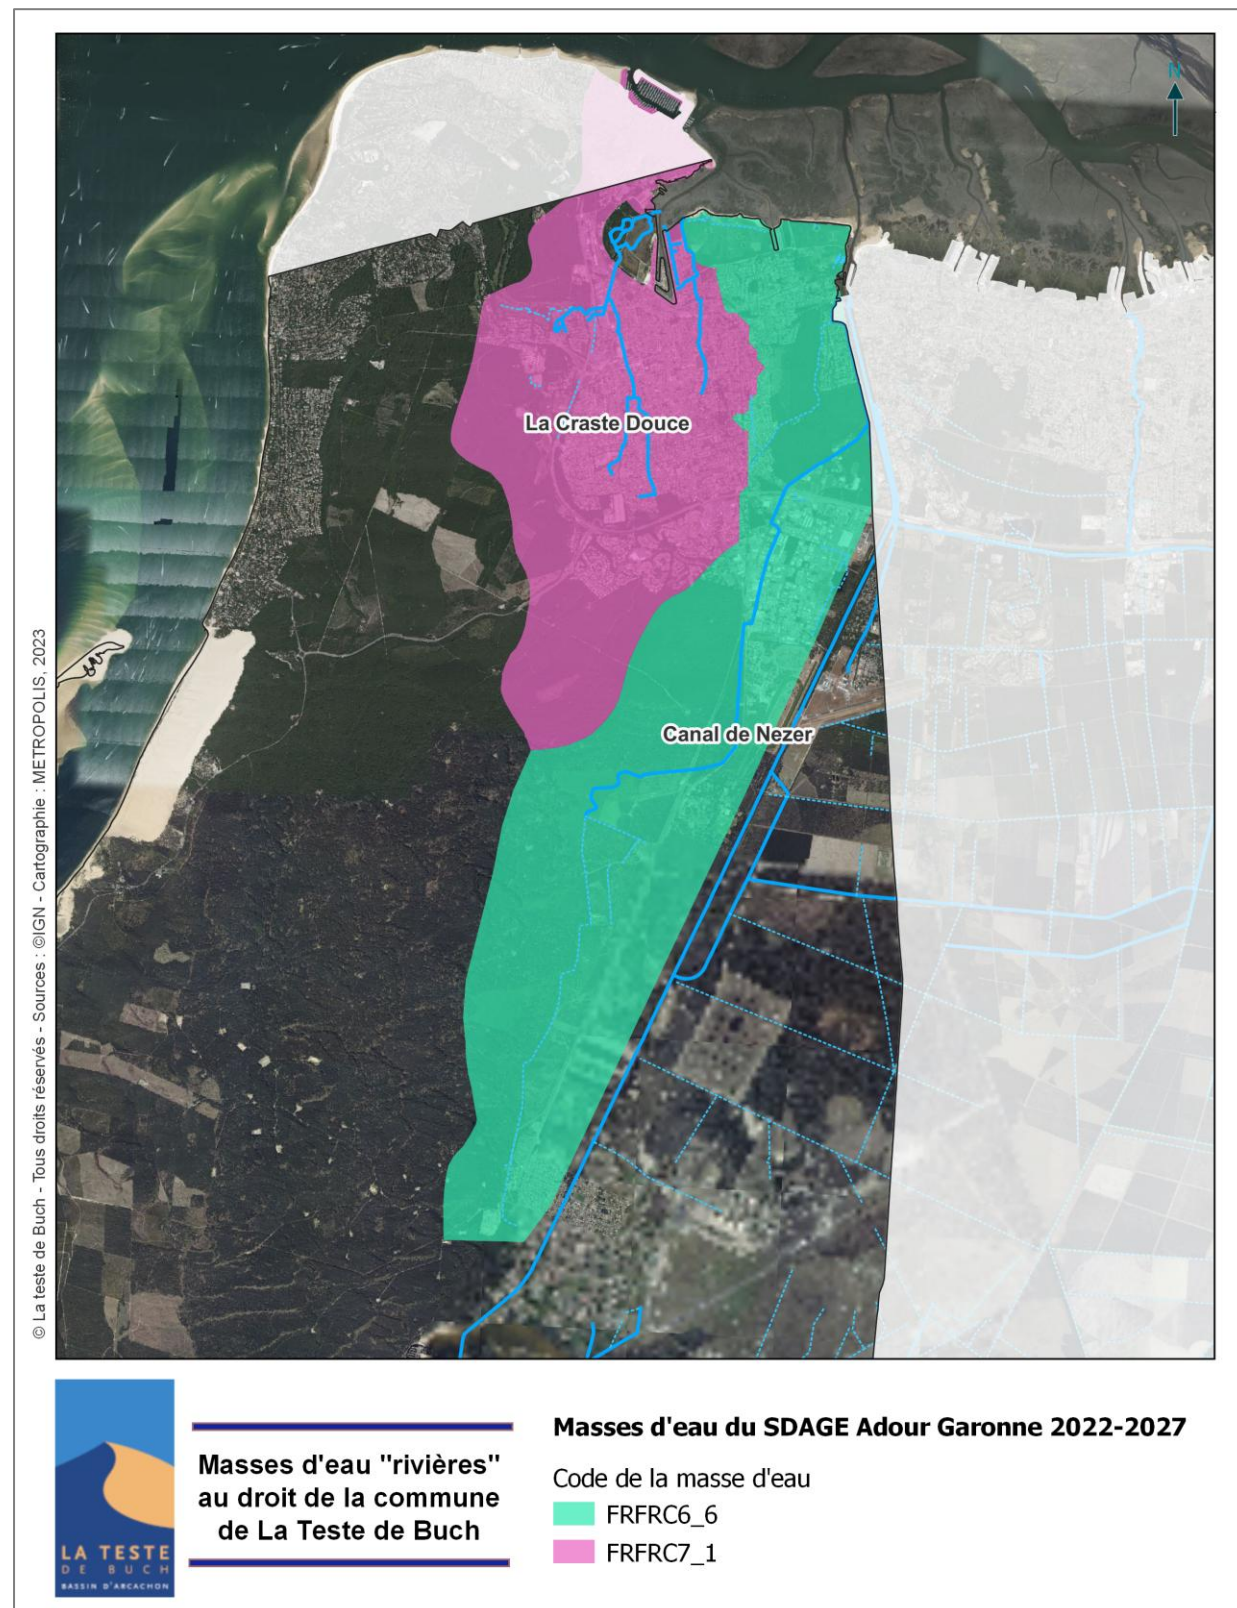 N
La Craste Douce
Canal de Nezer
© La teste de Buch - Tous droits réservés - Sources : ©IGN - Cartographie : METROPOLIS, 2023
LA TESTE
DE BUCH
BASSIN D'ARCACHON
Masses d'eau "rivières"
au droit de la commune
de La Teste de Buch
Masses d'eau du SDAGE Adour Garonne 2022-2027
Code de la masse d'eau
FRFRC6_6
FRFRC7_1